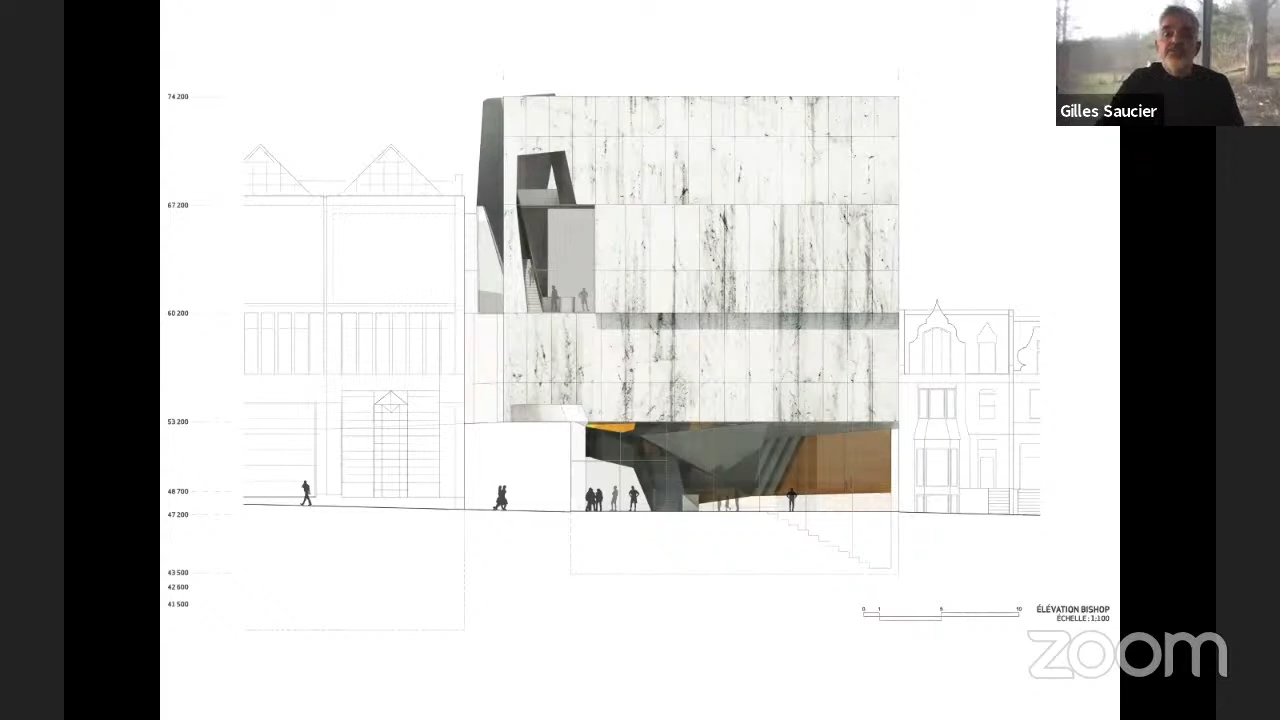 Gilles Saucier
74 200
67 200
60 200
53 200
48 700
47 200
43 500
42 600
41 500
0 1 5 10
ÉLÉVATION BISHOP
ÉCHELLE : 1:100
zoom